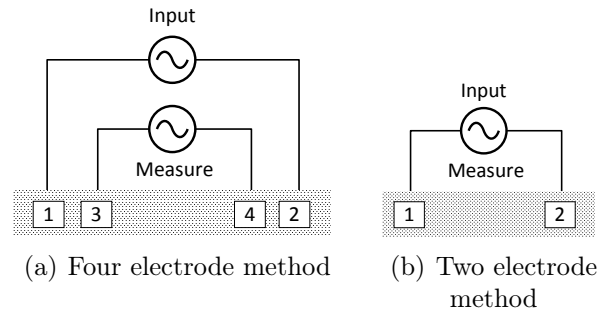 Input
Measure
1 3 4 2
(a) Four electrode method
Input
Measure
1 2
(b) Two electrode
method